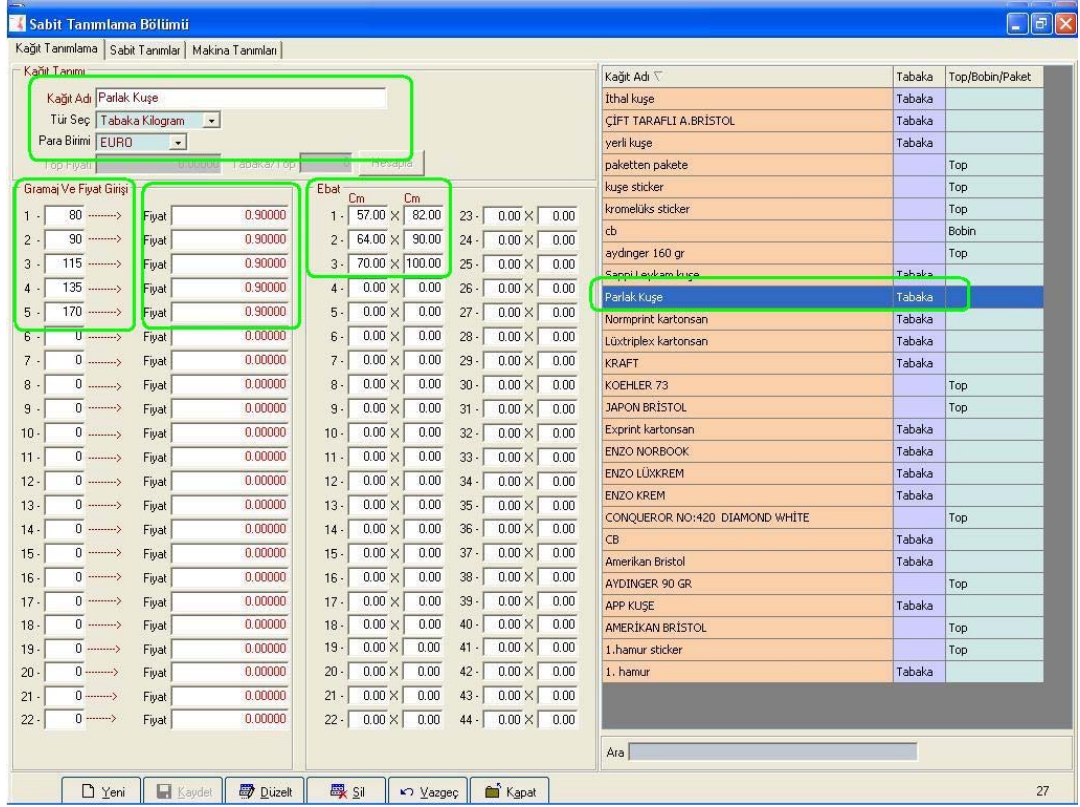 Sabit Tanımlama Bölümü
Kağıt Tanımlama Sabit Tanımlar Makina Tanımları
Kağıt Tanımı
Kağıt Adı Parlak Kuşe
Tür Seç Tabaka Kilogram
Para Birimi EURO
Top Fiyatı 0.00000 Tabaka/Top 0 Hesapla
Gramaj Ve Fiyat Girişi Ebat
Cm Cm
1 - 80 --------> Fiyat 0.90000 1 - 57.00 X 82.00 23 - 0.00 X 0.00
2 - 90 --------> Fiyat 0.90000 2 - 64.00 X 90.00 24 - 0.00 X 0.00
3 - 115 --------> Fiyat 0.90000 3 - 70.00 X 100.00 25 - 0.00 X 0.00
4 - 135 --------> Fiyat 0.90000 4 - 0.00 X 0.00 26 - 0.00 X 0.00
5 - 170 --------> Fiyat 0.90000 5 - 0.00 X 0.00 27 - 0.00 X 0.00
6 - 0 --------> Fiyat 0.00000 6 - 0.00 X 0.00 28 - 0.00 X 0.00
7 - 0 --------> Fiyat 0.00000 7 - 0.00 X 0.00 29 - 0.00 X 0.00
8 - 0 --------> Fiyat 0.00000 8 - 0.00 X 0.00 30 - 0.00 X 0.00
9 - 0 --------> Fiyat 0.00000 9 - 0.00 X 0.00 31 - 0.00 X 0.00
10 - 0 --------> Fiyat 0.00000 10 - 0.00 X 0.00 32 - 0.00 X 0.00
11 - 0 --------> Fiyat 0.00000 11 - 0.00 X 0.00 33 - 0.00 X 0.00
12 - 0 --------> Fiyat 0.00000 12 - 0.00 X 0.00 34 - 0.00 X 0.00
13 - 0 --------> Fiyat 0.00000 13 - 0.00 X 0.00 35 - 0.00 X 0.00
14 - 0 --------> Fiyat 0.00000 14 - 0.00 X 0.00 36 - 0.00 X 0.00
15 - 0 --------> Fiyat 0.00000 15 - 0.00 X 0.00 37 - 0.00 X 0.00
16 - 0 --------> Fiyat 0.00000 16 - 0.00 X 0.00 38 - 0.00 X 0.00
17 - 0 --------> Fiyat 0.00000 17 - 0.00 X 0.00 39 - 0.00 X 0.00
18 - 0 --------> Fiyat 0.00000 18 - 0.00 X 0.00 40 - 0.00 X 0.00
19 - 0 --------> Fiyat 0.00000 19 - 0.00 X 0.00 41 - 0.00 X 0.00
20 - 0 --------> Fiyat 0.00000 20 - 0.00 X 0.00 42 - 0.00 X 0.00
21 - 0 --------> Fiyat 0.00000 21 - 0.00 X 0.00 43 - 0.00 X 0.00
22 - 0 --------> Fiyat 0.00000 22 - 0.00 X 0.00 44 - 0.00 X 0.00
Kağıt Adı Tabaka Top/Bobin/Paket
İthal kuşe Tabaka
ÇİFT TARAFLI A.BRİSTOL Tabaka
yerli kuşe Tabaka
paketten pakete Top
kuşe sticker Top
kromelüks sticker Top
cb Bobin
aydınger 160 gr Top
Sappi Leykam kuşe Tabaka
Parlak Kuşe Tabaka
Normprint kartonsan Tabaka
Lüxtriplex kartonsan Tabaka
KRAFT Tabaka
KOEHLER 73 Top
JAPON BRİSTOL Top
Exprint kartonsan Tabaka
ENZO NORBOOK Tabaka
ENZO LÜXKREM Tabaka
ENZO KREM Tabaka
CONQUEROR NO:420 DIAMOND WHİTE Top
CB Tabaka
Amerikan Bristol Tabaka
AYDINGER 90 GR Top
APP KUŞE Tabaka
AMERİKAN BRİSTOL Top
1.hamur sticker Top
1. hamur Tabaka
Ara
Yeni Kaydet Düzelt Sil Vazgeç Kapat 27